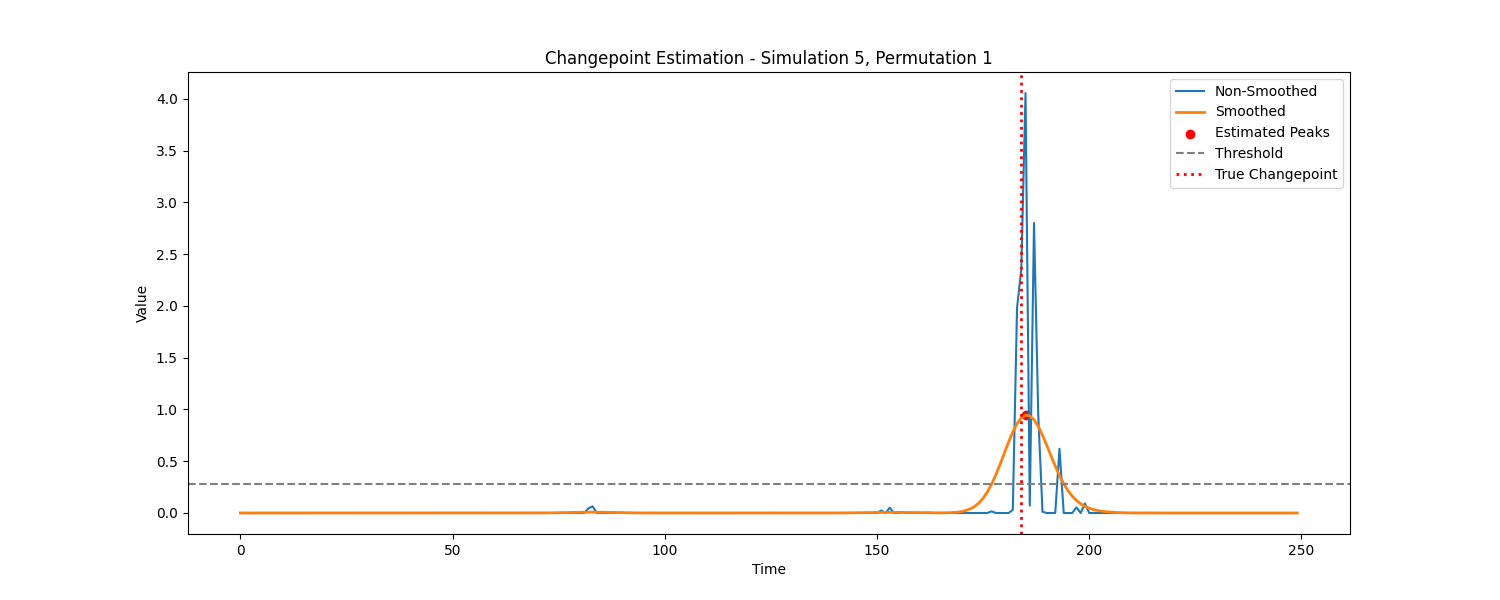 Changepoint Estimation - Simulation 5, Permutation 1
Non-Smoothed
Smoothed
Estimated Peaks
Threshold
True Changepoint
Value
4.0
3.5
3.0
2.5
2.0
1.5
1.0
0.5
0.0
0 50 100 150 200 250
Time